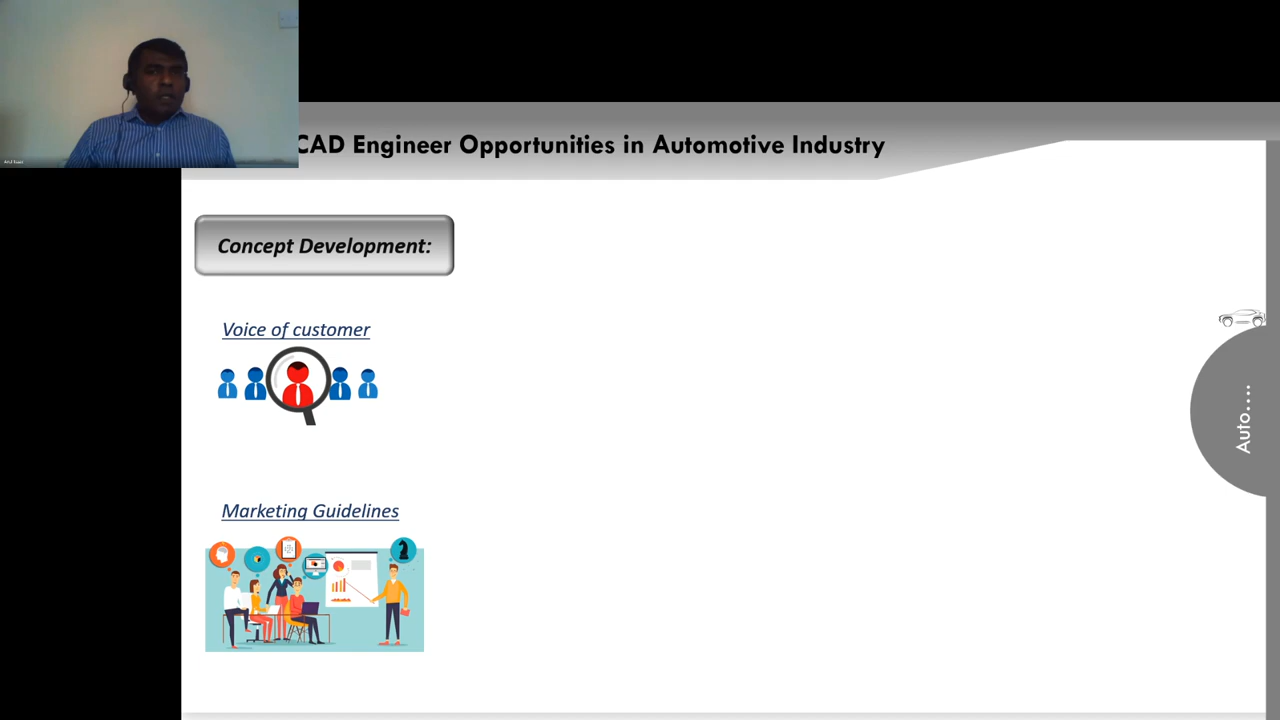 CAD Engineer Opportunities in Automotive Industry
Concept Development:
Voice of customer
Auto....
Marketing Guidelines